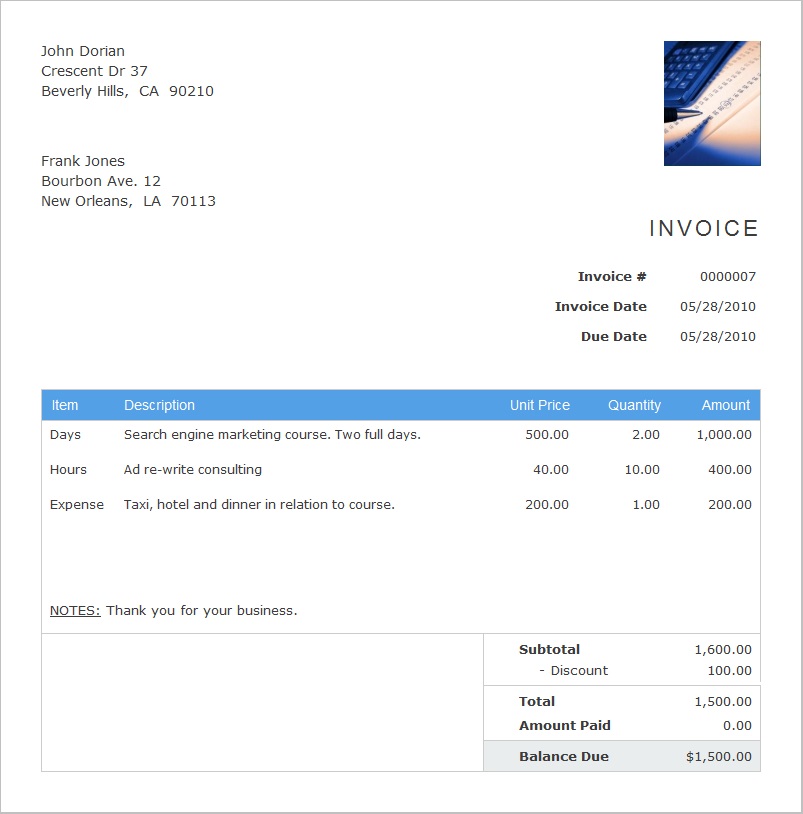 John Dorian
Crescent Dr 37
Beverly Hills,  CA  90210
Frank Jones
Bourbon Ave. 12
New Orleans,  LA  70113
INVOICE
Invoice # 0000007
Invoice Date 05/28/2010
Due Date 05/28/2010
Item Description Unit Price Quantity Amount
Days Search engine marketing course. Two full days. 500.00 2.00 1,000.00
Hours Ad re-write consulting 40.00 10.00 400.00
Expense Taxi, hotel and dinner in relation to course. 200.00 1.00 200.00
NOTES: Thank you for your business.
Subtotal 1,600.00
- Discount 100.00
Total 1,500.00
Amount Paid 0.00
Balance Due $1,500.00